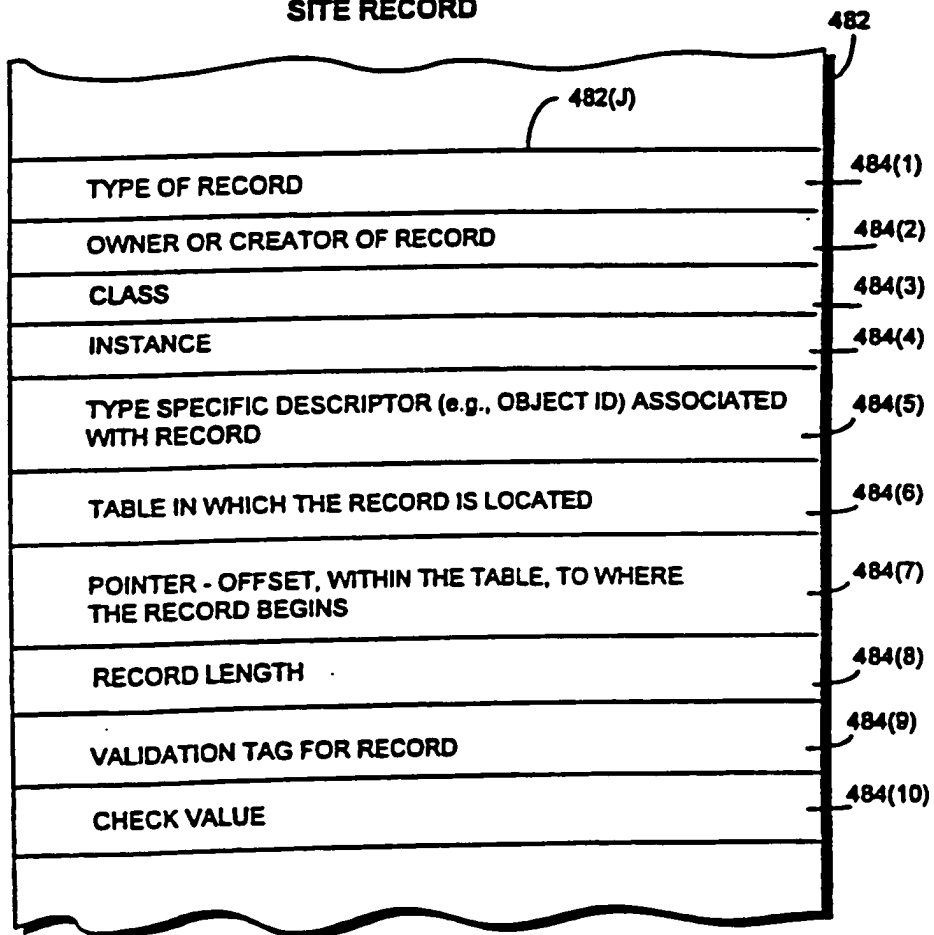 SITE RECORD
482
482(J)
TYPE OF RECORD
484(1)
OWNER OR CREATOR OF RECORD
484(2)
CLASS
484(3)
INSTANCE
484(4)
TYPE SPECIFIC DESCRIPTOR (e.g., OBJECT ID) ASSOCIATED
WITH RECORD
484(5)
TABLE IN WHICH THE RECORD IS LOCATED
484(6)
POINTER - OFFSET, WITHIN THE TABLE, TO WHERE
THE RECORD BEGINS
484(7)
RECORD LENGTH
484(8)
VALIDATION TAG FOR RECORD
484(9)
CHECK VALUE
484(10)